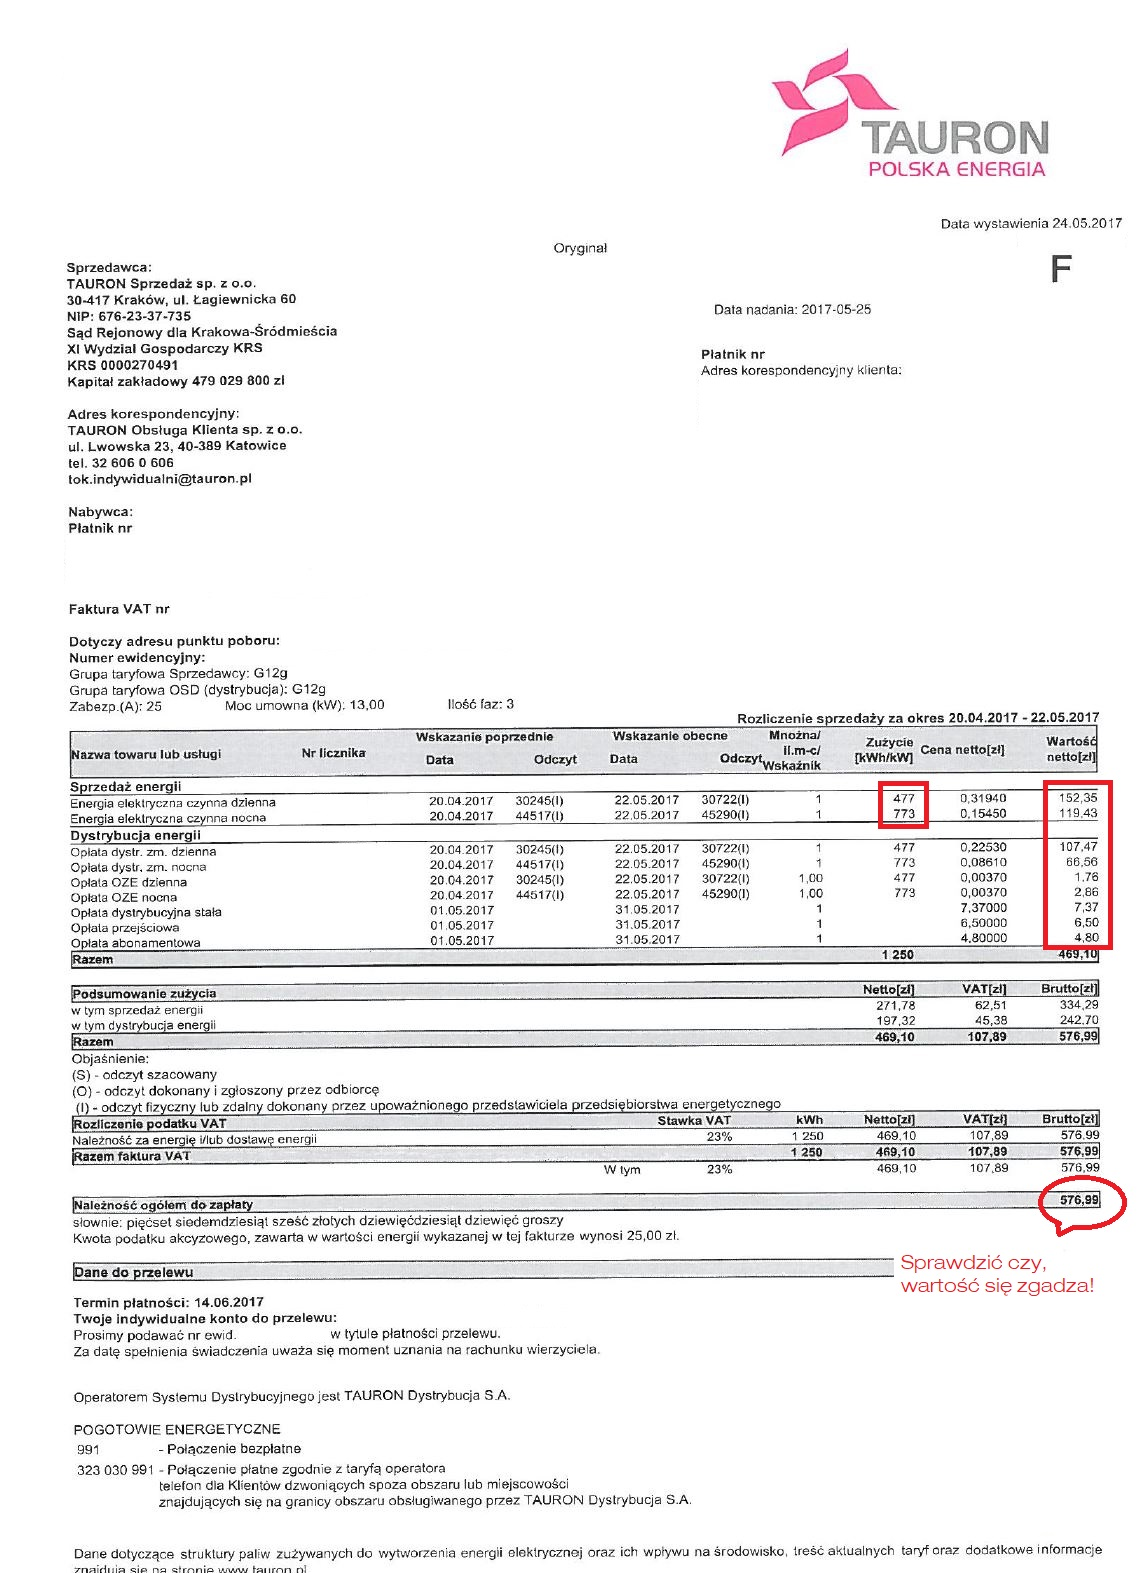 TAURON
POLSKA ENERGIA
Data wystawienia 24.05.2017
Oryginał
F
Sprzedawca:
TAURON Sprzedaż sp. z o.o.
30-417 Kraków, ul. Łagiewnicka 60
NIP: 676-23-37-735
Sąd Rejonowy dla Krakowa-Śródmieścia
XI Wydział Gospodarczy KRS
KRS 0000270491
Kapitał zakładowy 479 029 800 zł
Data nadania: 2017-05-25
Płatnik nr
Adres korespondencyjny klienta:
Adres korespondencyjny:
TAURON Obsługa Klienta sp. z o.o.
ul. Lwowska 23, 40-389 Katowice
tel. 32 606 0 606
tok.indywidualni@tauron.pl
Nabywca:
Płatnik nr
Faktura VAT nr
Dotyczy adresu punktu poboru:
Numer ewidencyjny:
Grupa taryfowa Sprzedawcy: G12g
Grupa taryfowa OSD (dystrybucja): G12g
Zabezp.(A): 25 Moc umowna (kW): 13,00 Ilość faz: 3
Rozliczenie sprzedaży za okres 20.04.2017 - 22.05.2017
Nazwa towaru lub usługi Nr licznika Wskazanie poprzednie Wskazanie obecne Mnożna/ il.m-c/ Wskaźnik Zużycie [kWh/kW] Cena netto[zł] Wartość netto[zł]
Data Odczyt Data Odczyt
Sprzedaż energii
Energia elektryczna czynna dzienna 20.04.2017 30245(I) 22.05.2017 30722(I) 1 477 0,31940 152,35
Energia elektryczna czynna nocna 20.04.2017 44517(I) 22.05.2017 45290(I) 1 773 0,15450 119,43
Dystrybucja energii
Opłata dystr. zm. dzienna 20.04.2017 30245(I) 22.05.2017 30722(I) 1 477 0,22530 107,47
Opłata dystr. zm. nocna 20.04.2017 44517(I) 22.05.2017 45290(I) 1 773 0,08610 66,56
Opłata OZE dzienna 20.04.2017 30245(I) 22.05.2017 30722(I) 1,00 477 0,00370 1,76
Opłata OZE nocna 20.04.2017 44517(I) 22.05.2017 45290(I) 1,00 773 0,00370 2,86
Opłata dystrybucyjna stała 01.05.2017 31.05.2017 1 7,37000 7,37
Opłata przejściowa 01.05.2017 31.05.2017 1 6,50000 6,50
Opłata abonamentowa 01.05.2017 31.05.2017 1 4,80000 4,80
Razem 1 250 469,10
Podsumowanie zużycia Netto[zł] VAT[zł] Brutto[zł]
w tym sprzedaż energii 271,78 62,51 334,29
w tym dystrybucja energii 197,32 45,38 242,70
Razem 469,10 107,89 576,99
Objaśnienie:
(S) - odczyt szacowany
(O) - odczyt dokonany i zgłoszony przez odbiorcę
(I) - odczyt fizyczny lub zdalny dokonany przez upoważnionego przedstawiciela przedsiębiorstwa energetycznego
Rozliczenie podatku VAT Stawka VAT kWh Netto[zł] VAT[zł] Brutto[zł]
Należność za energię i/lub dostawę energii 23% 1 250 469,10 107,89 576,99
Razem faktura VAT 1 250 469,10 107,89 576,99
W tym 23% 469,10 107,89 576,99
Należność ogółem do zapłaty 576,99
słownie: pięćset siedemdziesiąt sześć złotych dziewięćdziesiąt dziewięć groszy
Kwota podatku akcyzowego, zawarta w wartości energii wykazanej w tej fakturze wynosi 25,00 zł.
Sprawdzić czy,
wartość się zgadza!
Dane do przelewu
Termin płatności: 14.06.2017
Twoje indywidualne konto do przelewu:
Prosimy podawać nr ewid. w tytule płatności przelewu.
Za datę spełnienia świadczenia uważa się moment uznania na rachunku wierzyciela.
Operatorem Systemu Dystrybucyjnego jest TAURON Dystrybucja S.A.
POGOTOWIE ENERGETYCZNE
991 - Połączenie bezpłatne
323 030 991 - Połączenie płatne zgodnie z taryfą operatora
telefon dla Klientów dzwoniących spoza obszaru lub miejscowości
znajdujących się na granicy obszaru obsługiwanego przez TAURON Dystrybucja S.A.
Dane dotyczące struktury paliw zużywanych do wytworzenia energii elektrycznej oraz ich wpływu na środowisko, treść aktualnych taryf oraz dodatkowe informacje
znajdują się na stronie www.tauron.pl